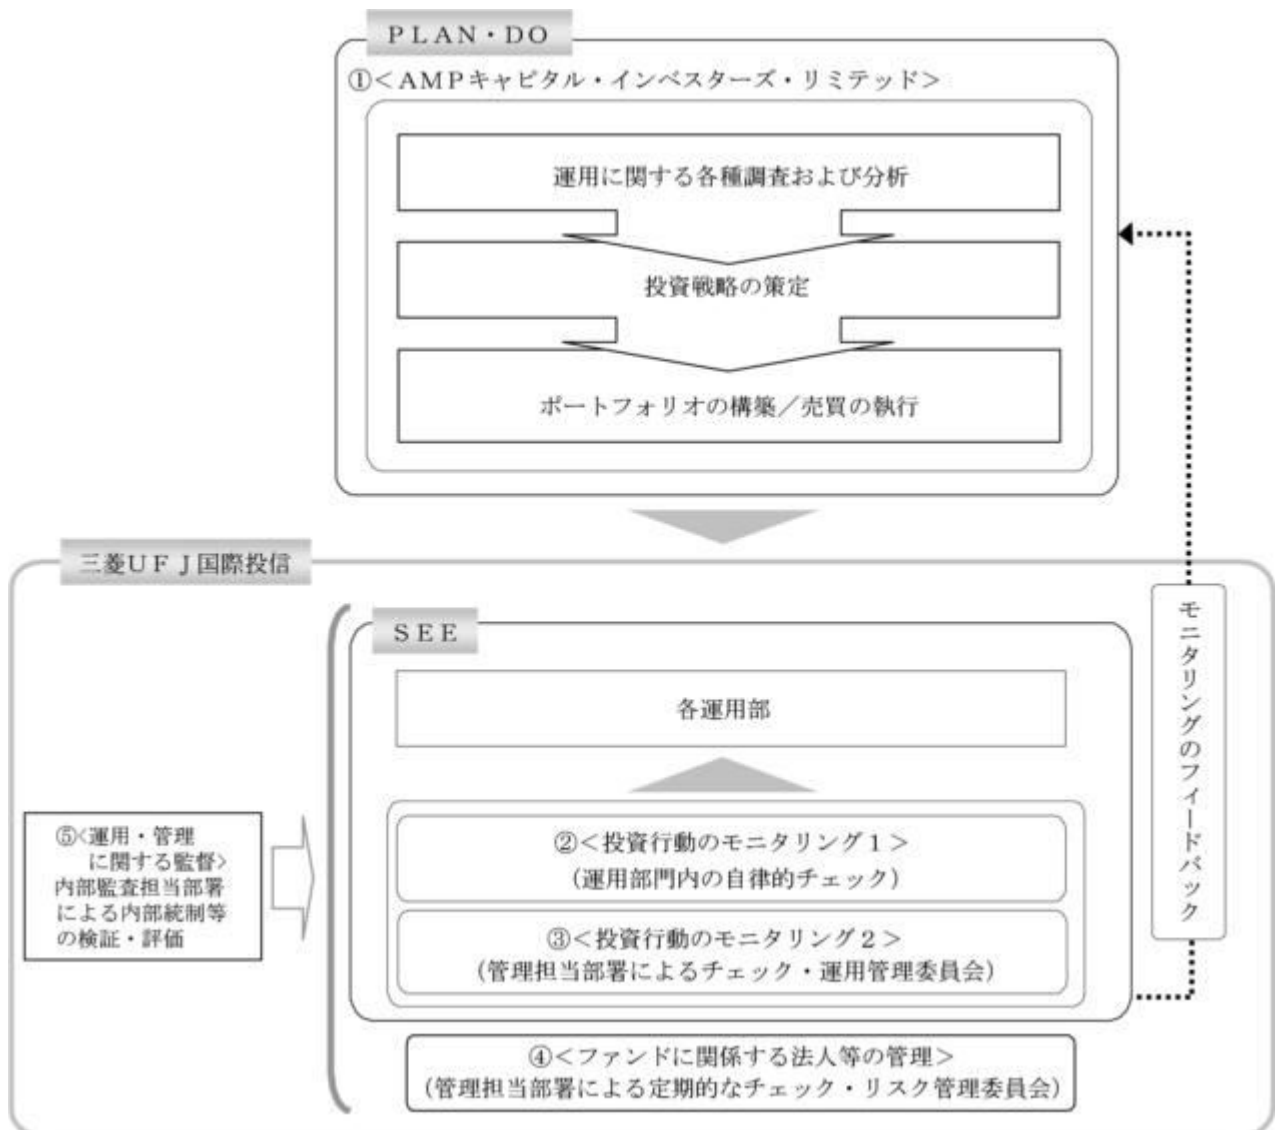 PLAN・DO
①＜AMPキャピタル・インベスターズ・リミテッド＞
運用に関する各種調査および分析
投資戦略の策定
ポートフォリオの構築／売買の執行
三菱UFJ国際投信
SEE
各運用部
②＜投資行動のモニタリング1＞
（運用部門内の自律的チェック）
③＜投資行動のモニタリング2＞
（管理担当部署によるチェック・運用管理委員会）
④＜ファンドに関係する法人等の管理＞
（管理担当部署による定期的なチェック・リスク管理委員会）
⑤＜運用・管理
に関する監督＞
内部監査担当部署
による内部統制等
の検証・評価
モニタリングのフィードバック